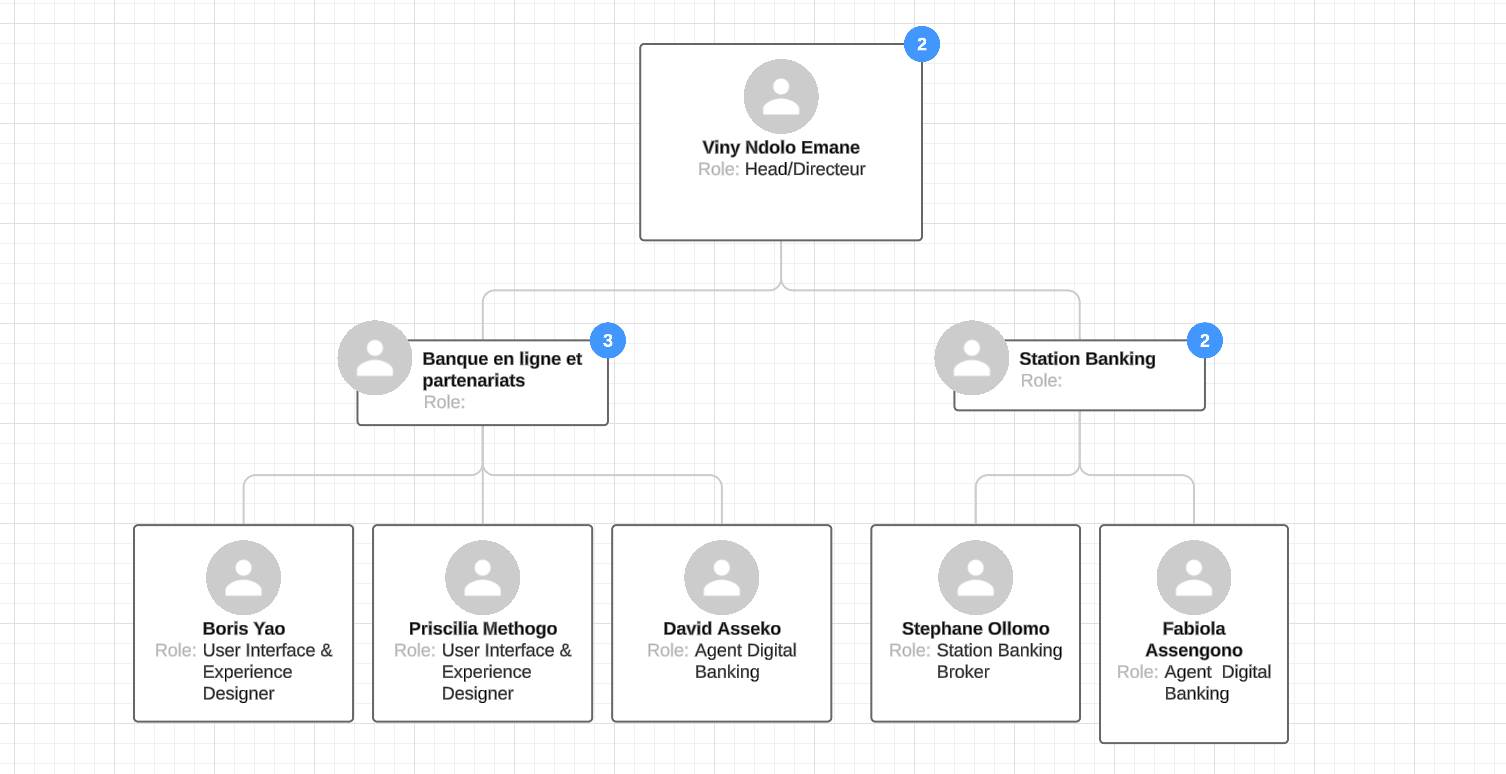 2
Viny Ndolo Emane
Role: Head/Directeur
3
Banque en ligne et
partenariats
Role:
2
Station Banking
Role:
Boris Yao
Role: User Interface &
Experience
Designer
Priscilia Methogo
Role: User Interface &
Experience
Designer
David Asseko
Role: Agent Digital
Banking
Stephane Ollomo
Role: Station Banking
Broker
Fabiola
Assengono
Role: Agent  Digital
Banking